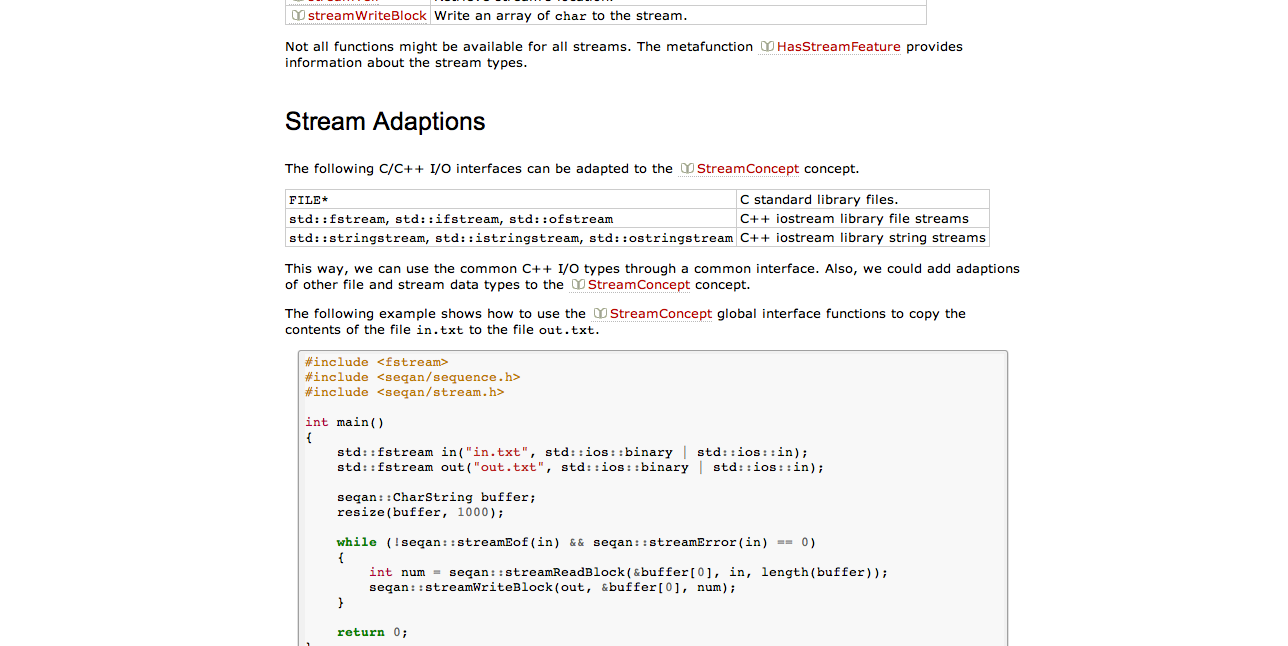 streamWriteBlock Write an array of char to the stream.
Not all functions might be available for all streams. The metafunction HasStreamFeature provides
information about the stream types.
Stream Adaptions
The following C/C++ I/O interfaces can be adapted to the StreamConcept concept.
FILE* C standard library files.
std::fstream, std::ifstream, std::ofstream C++ iostream library file streams
std::stringstream, std::istringstream, std::ostringstream C++ iostream library string streams
This way, we can use the common C++ I/O types through a common interface. Also, we could add adaptions
of other file and stream data types to the StreamConcept concept.
The following example shows how to use the StreamConcept global interface functions to copy the
contents of the file in.txt to the file out.txt.
#include <fstream>
#include <seqan/sequence.h>
#include <seqan/stream.h>
int main()
{
    std::fstream in("in.txt", std::ios::binary | std::ios::in);
    std::fstream out("out.txt", std::ios::binary | std::ios::in);
    seqan::CharString buffer;
    resize(buffer, 1000);
    while (!seqan::streamEof(in) && seqan::streamError(in) == 0)
    {
        int num = seqan::streamReadBlock(&buffer[0], in, length(buffer));
        seqan::streamWriteBlock(out, &buffer[0], num);
    }
    return 0;